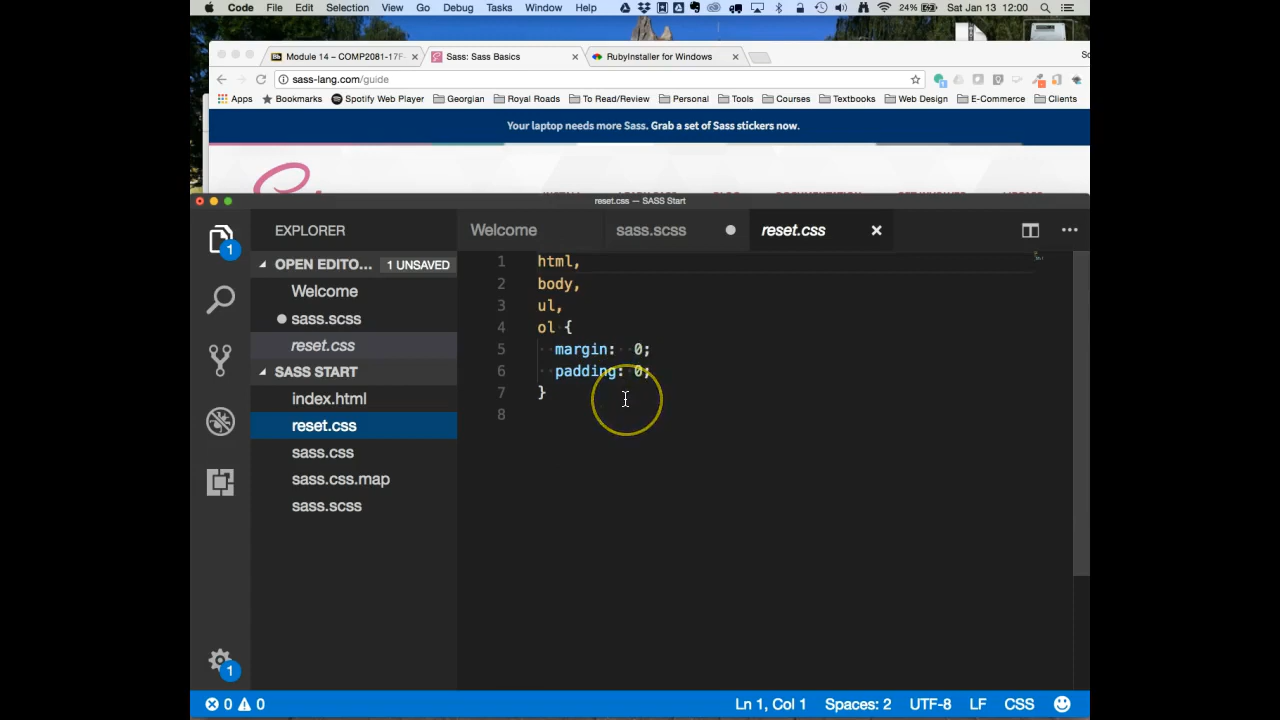 Code File Edit Selection View Go Debug Tasks Window Help 24% Sat Jan 13 12:00
Module 14 – COMP2081-17F- Sass: Sass Basics RubyInstaller for Windows
sass-lang.com/guide
Apps Bookmarks Spotify Web Player Georgian Royal Roads To Read/Review Personal Tools Courses Textbooks Web Design E-Commerce Clients
Your laptop needs more Sass. Grab a set of Sass stickers now.
reset.css — SASS Start
EXPLORER
Welcome sass.scss reset.css
OPEN EDITO... 1 UNSAVED
Welcome
sass.scss
reset.css
SASS START
index.html
reset.css
sass.css
sass.css.map
sass.scss
1 html,
2 body,
3 ul,
4 ol {
5 margin: 0;
6 padding: 0;
7 }
8
1
1
0 0 Ln 1, Col 1 Spaces: 2 UTF-8 LF CSS